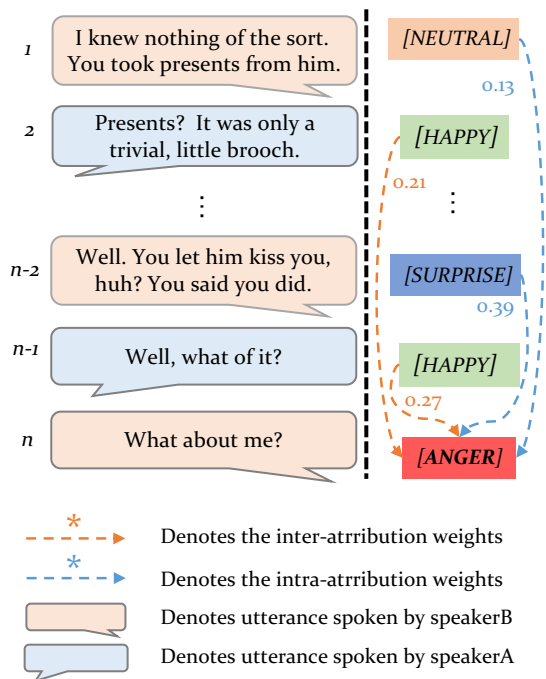 1
I knew nothing of the sort.
You took presents from him.
[NEUTRAL]
0.13
2
Presents? It was only a
trivial, little brooch.
[HAPPY]
0.21
⋮
⋮
n-2
Well. You let him kiss you,
huh? You said you did.
[SURPRISE]
0.39
n-1
Well, what of it?
[HAPPY]
0.27
n
What about me?
[ANGER]
* Denotes the inter-atrribution weights
* Denotes the intra-atrribution weights
Denotes utterance spoken by speakerB
Denotes utterance spoken by speakerA